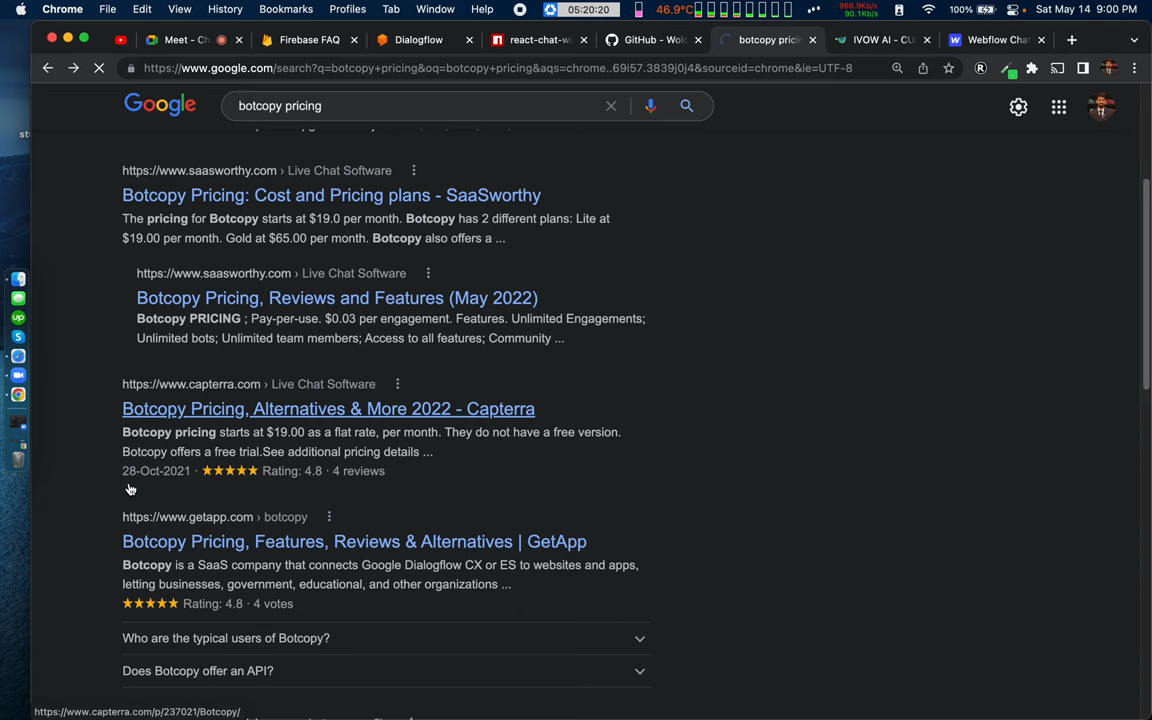 Chrome File Edit View History Bookmarks Profiles Tab Window Help 05:20:20 46.9°C 966.9Kb/s 90.1Kb/s 100% Sat May 14 9:00 PM
Meet - Ch Firebase FAQ Dialogflow react-chat-wi GitHub - Wolo botcopy pricin IVOW AI - CU Webflow Chat
https://www.google.com/search?q=botcopy+pricing&oq=botcopy+pricing&aqs=chrome..69i57.3839j0j4&sourceid=chrome&ie=UTF-8
Google botcopy pricing
https://www.saasworthy.com › Live Chat Software
Botcopy Pricing: Cost and Pricing plans - SaaSworthy
The pricing for Botcopy starts at $19.0 per month. Botcopy has 2 different plans: Lite at
$19.00 per month. Gold at $65.00 per month. Botcopy also offers a ...
https://www.saasworthy.com › Live Chat Software
Botcopy Pricing, Reviews and Features (May 2022)
Botcopy PRICING ; Pay-per-use. $0.03 per engagement. Features. Unlimited Engagements;
Unlimited bots; Unlimited team members; Access to all features; Community ...
https://www.capterra.com › Live Chat Software
Botcopy Pricing, Alternatives & More 2022 - Capterra
Botcopy pricing starts at $19.00 as a flat rate, per month. They do not have a free version.
Botcopy offers a free trial.See additional pricing details ...
28-Oct-2021 · ★★★★★ Rating: 4.8 · 4 reviews
https://www.getapp.com › botcopy
Botcopy Pricing, Features, Reviews & Alternatives | GetApp
Botcopy is a SaaS company that connects Google Dialogflow CX or ES to websites and apps,
letting businesses, government, educational, and other organizations ...
★★★★★ Rating: 4.8 · 4 votes
Who are the typical users of Botcopy?
Does Botcopy offer an API?
https://www.capterra.com/p/237021/Botcopy/